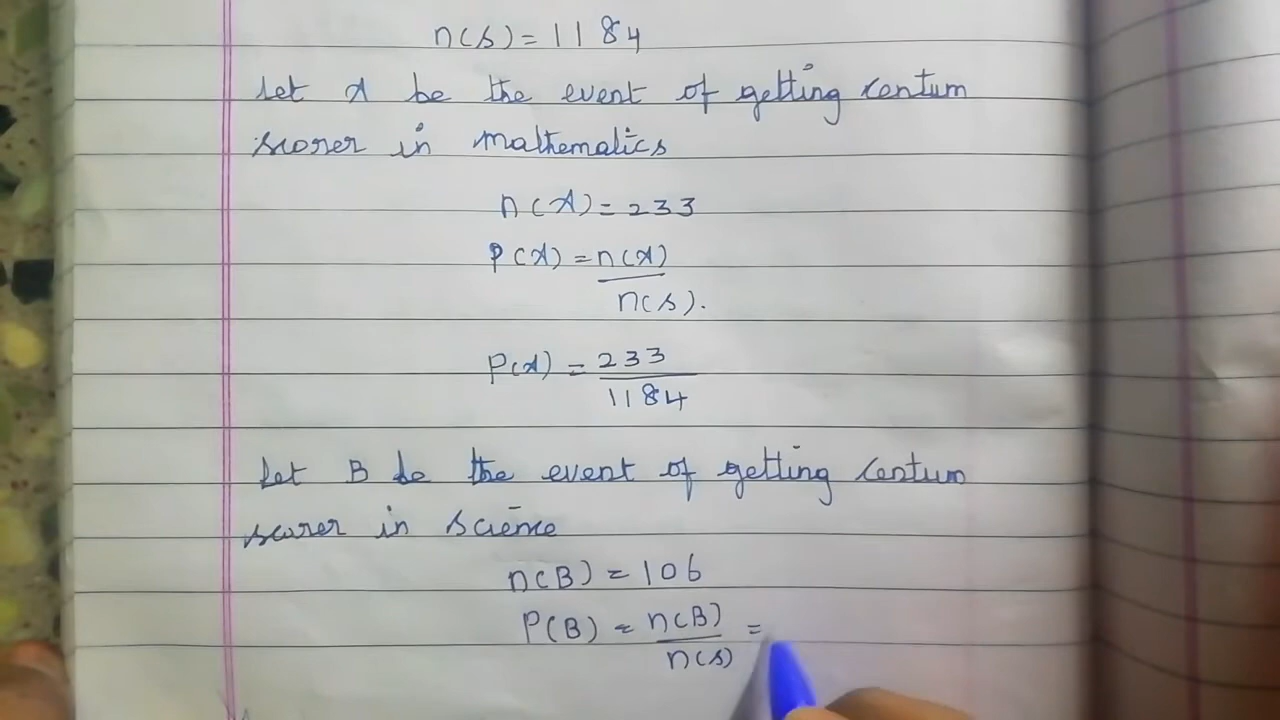 n(s) = 1184
Let A be the event of getting centum
scorer in mathematics
n(A) = 233
P(A) = n(A)
n(s).
P(A) = 233
1184
Let B be the event of getting centum
scorer in science
n(B) = 106
P(B) = n(B) =
n(s)